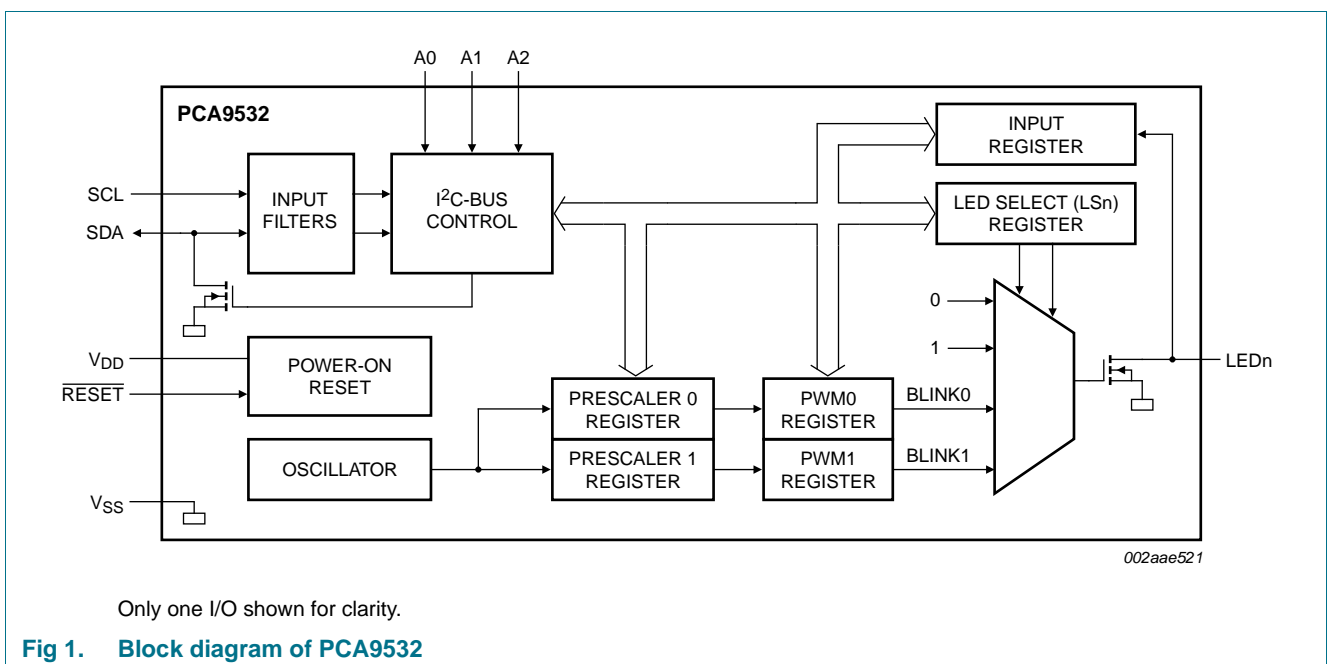 A0 A1 A2
PCA9532
SCL
SDA
INPUT
FILTERS
I2C-BUS
CONTROL
INPUT
REGISTER
LED SELECT (LSn)
REGISTER
0
1
VDD
RESET
POWER-ON
RESET
LEDn
OSCILLATOR
PRESCALER 0
REGISTER
PRESCALER 1
REGISTER
PWM0
REGISTER
PWM1
REGISTER
BLINK0
BLINK1
VSS
002aae521
Only one I/O shown for clarity.
Fig 1. Block diagram of PCA9532